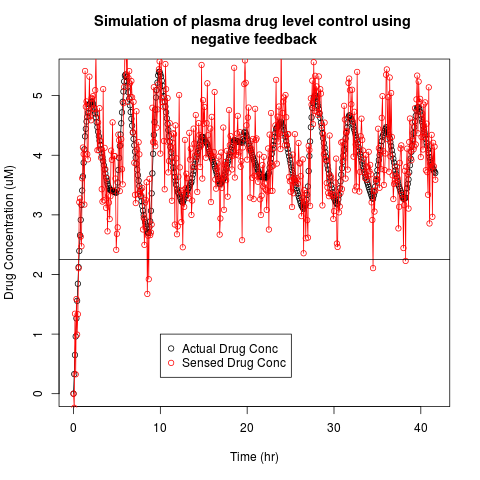 Simulation of plasma drug level control using
negative feedback
Drug Concentration (uM)
5
4
3
2
1
0
Actual Drug Conc
Sensed Drug Conc
0 10 20 30 40
Time (hr)